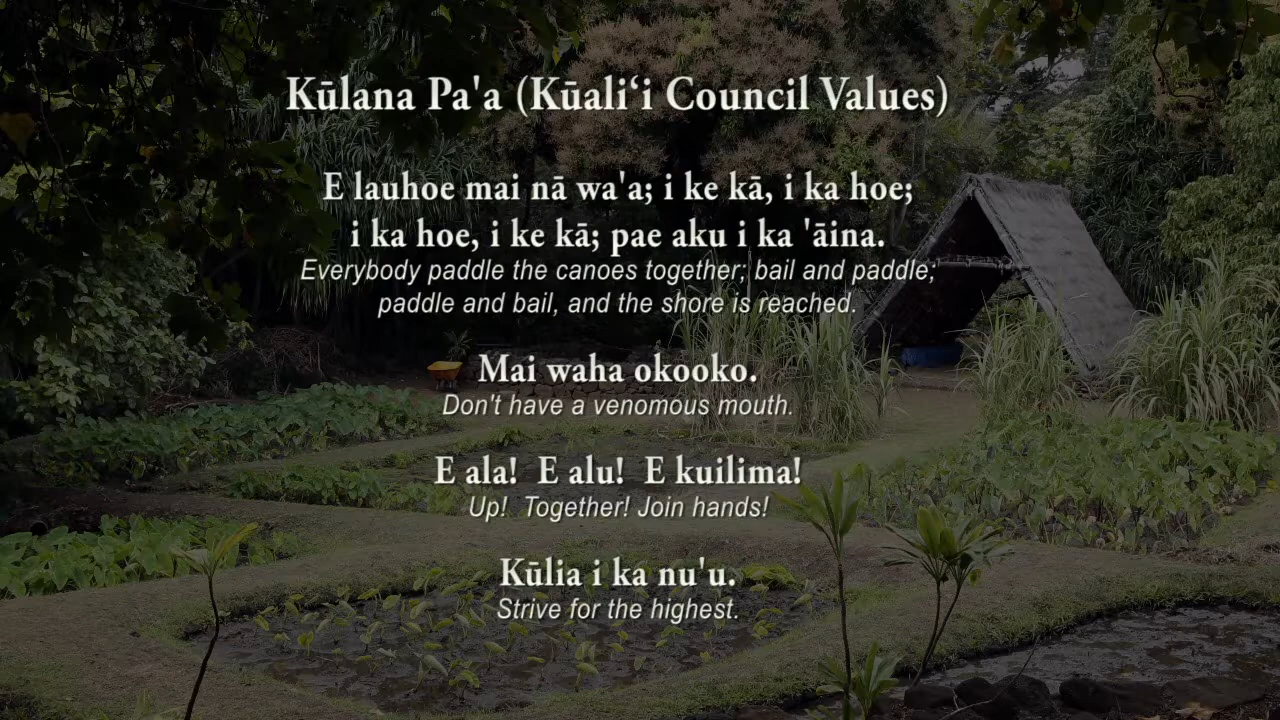 Kūlana Pa'a (Kūali‘i Council Values)
E lauhoe mai nā wa'a; i ke kā, i ka hoe;
i ka hoe, i ke kā; pae aku i ka 'āina.
Everybody paddle the canoes together; bail and paddle;
paddle and bail, and the shore is reached.
Mai waha okooko.
Don't have a venomous mouth.
E ala!  E alu!  E kuilima!
Up!  Together! Join hands!
Kūlia i ka nu'u.
Strive for the highest.